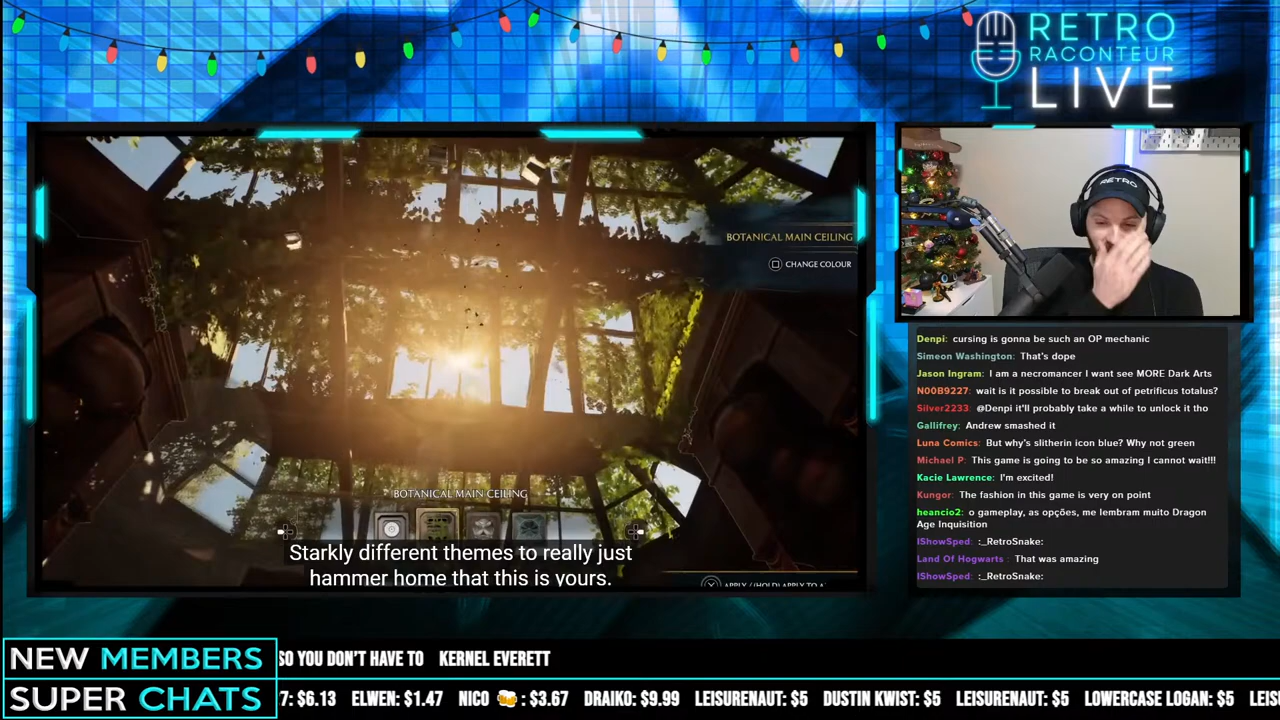 RETRO
RACONTEUR
LIVE
BOTANICAL MAIN CEILING
CHANGE COLOUR
RETRO
BOTANICAL MAIN CEILING
Starkly different themes to really just
hammer home that this is yours.
Denpi: cursing is gonna be such an OP mechanic
Simeon Washington: That's dope
Jason Ingram: I am a necromancer I want see MORE Dark Arts
N00B9227: wait is it possible to break out of petrificus totalus?
Silver2233: @Denpi it'll probably take a while to unlock it tho
Gallifrey: Andrew smashed it
Luna Comics: But why's slitherin icon blue? Why not green
Michael P: This game is going to be so amazing I cannot wait!!!
Kacie Lawrence: I'm excited!
Kungor: The fashion in this game is very on point
heancio2: o gameplay, as opções, me lembram muito Dragon
Age Inquisition
IShowSped: :_RetroSnake:
Land Of Hogwarts: That was amazing
IShowSped: :_RetroSnake:
NEW MEMBERS
SO YOU DON'T HAVE TO KERNEL EVERETT
SUPER CHATS
7: $6.13 ELWEN: $1.47 NICO 🍻: $3.67 DRAIKO: $9.99 LEISURENAUT: $5 DUSTIN KWIST: $5 LEISURENAUT: $5 LOWERCASE LOGAN: $5 LEIS